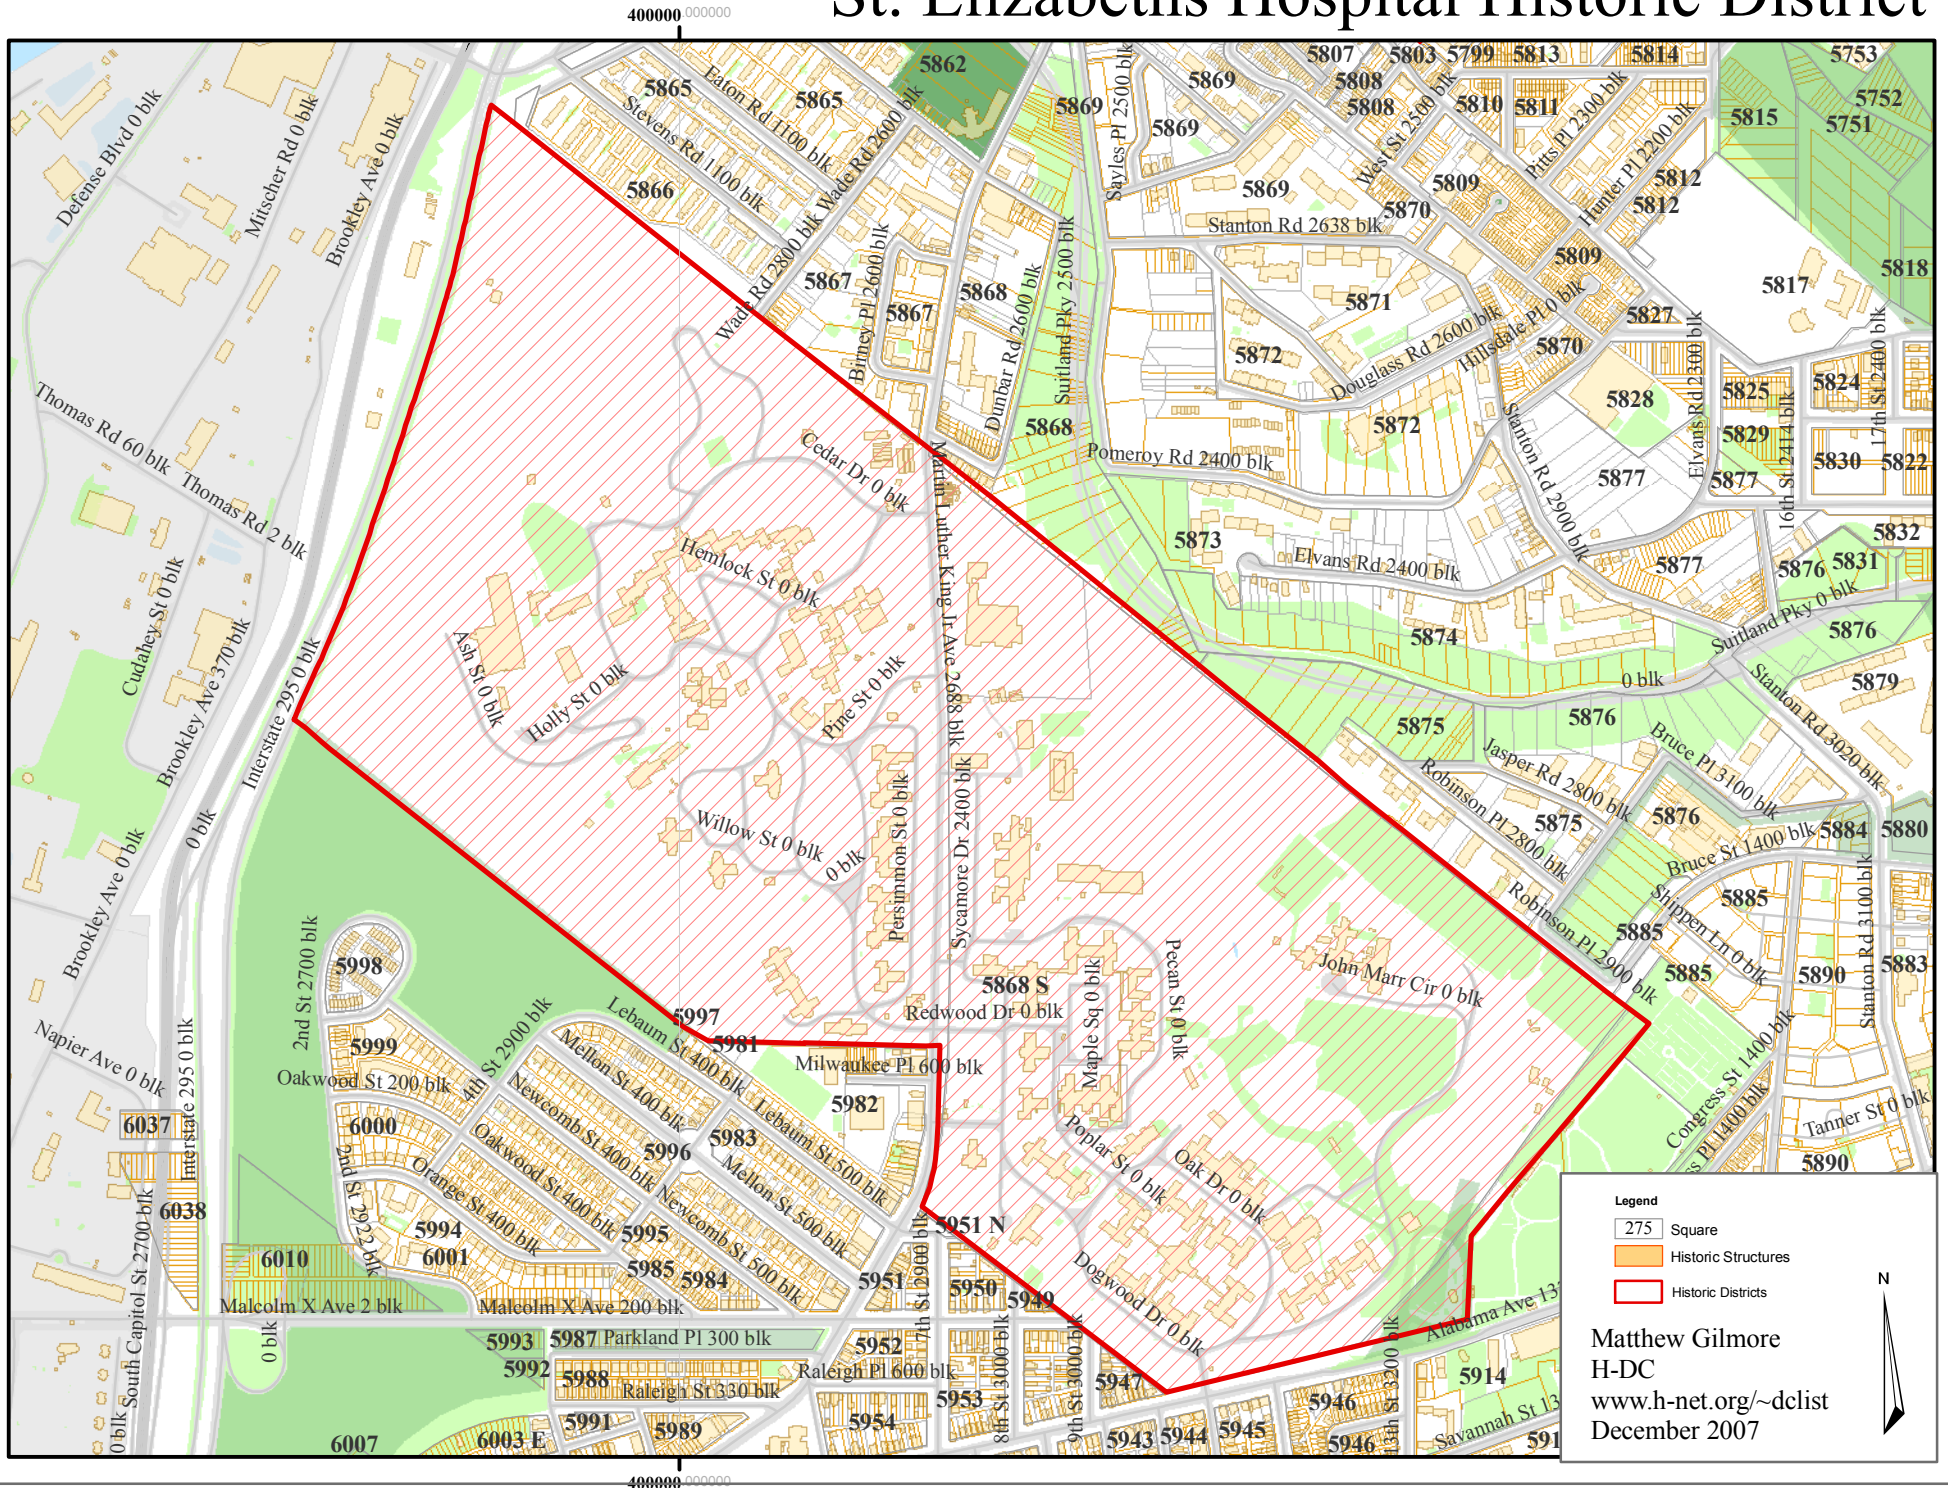 St. Elizabeths Hospital Historic District
400000.000000
5862
5865
Eaton Rd 1100 blk
5865
Stevens Rd 1100 blk
5866
Wade Rd 2600 blk
Wade Rd 2800 blk
5869
Sayles Pl 2500 blk
5869
5869
5869
5807
5808
5808
5803
5799
5813
5814
5810
5811
West St 2500 blk
Pitts Pl 2300 blk
Hunter Pl 2200 blk
5815
5753
5752
5751
5809
5812
5812
5870
Stanton Rd 2638 blk
5809
5817
5818
Defense Blvd 0 blk
Mitscher Rd 0 blk
Brookley Ave 0 blk
5867
Birney Pl 2600 blk
5867
5868
Dunbar Rd 2600 blk
Suitland Pky 2500 blk
5868
5871
5872
Douglass Rd 2600 blk
Hillsdale Pl 0 blk
5870
5827
5872
5828
Evans Rd 2300 blk
5825
5824
17th St 2400 blk
5829
16th St 2414 blk
5830
5822
Pomeroy Rd 2400 blk
Stanton Rd 2900 blk
5877
5877
5832
Thomas Rd 60 blk
Thomas Rd 2 blk
Cedar Dr 0 blk
Martin Luther King Jr Ave 2688 blk
5873
Elvans Rd 2400 blk
5877
5876
5831
Suitland Pky 0 blk
5876
5874
Hemlock St 0 blk
Cudahey St 0 blk
Brookley Ave 370 blk
Interstate 295 0 blk
Ash St 0 blk
Holly St 0 blk
Pine St 0 blk
0 blk
5879
Stanton Rd 3020 blk
5875
5876
Bruce Pl 3100 blk
Jasper Rd 2800 blk
Robinson Pl 2800 blk
5875
5876
5884
5880
Bruce St 1400 blk
Willow St 0 blk
0 blk
Persimmon St 0 blk
Sycamore Dr 2400 blk
0 blk
Brookley Ave 0 blk
Robinson Pl 2900 blk
5885
Shippen Ln 0 blk
5885
5885
5890
Stanton Rd 3100 blk
5883
2nd St 2700 blk
5998
5868 S
Redwood Dr 0 blk
Maple Sq 0 blk
Pecan St 0 blk
John Marr Cir 0 blk
Napier Ave 0 blk
Interstate 295 0 blk
5999
Oakwood St 200 blk
4th St 2900 blk
5997
5981
Lebaum St 400 blk
Milwaukee Pl 600 blk
5982
Mellon St 400 blk
Newcomb St 400 blk
Lebaum St 500 blk
5983
5996
Mellon St 500 blk
6037
6000
Oakwood St 400 blk
Orange St 400 blk
2nd St 2922 blk
Newcomb St 500 blk
Congress St 1400 blk
Tanner St 0 blk
5890
Poplar St 0 blk
Oak Dr 0 blk
Dogwood Dr 0 blk
6038
South Capitol St 2700 blk
5994
6001
5995
5985
5984
5951
5951 N
7th St 2900 blk
5950
5949
6010
Malcolm X Ave 2 blk
Malcolm X Ave 200 blk
0 blk
5993
5987
Parkland Pl 300 blk
5992
5988
Raleigh St 330 blk
5952
Raleigh Pl 600 blk
8th St 3000 blk
9th St 3000 blk
5953
5947
13th St 3200 blk
5946
Alabama Ave
5914
5991
5989
5954
6007
6003 E
5943
5944
5945
5946
0 blk
Legend
275
Square
Historic Structures
Historic Districts
N
Matthew Gilmore
H-DC
www.h-net.org/~dclist
December 2007
400000.000000